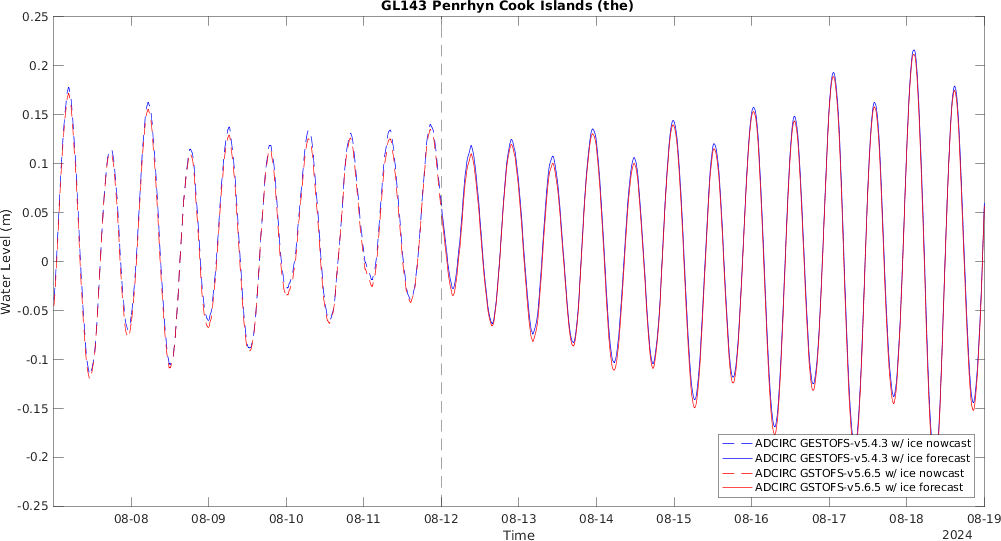 GL143 Penrhyn Cook Islands (the)
0.25
0.2
0.15
0.1
0.05
0
-0.05
-0.1
-0.15
-0.2
-0.25
Water Level (m)
ADCIRC GESTOFS-v5.4.3 w/ ice nowcast
ADCIRC GESTOFS-v5.4.3 w/ ice forecast
ADCIRC GSTOFS-v5.6.5 w/ ice nowcast
ADCIRC GSTOFS-v5.6.5 w/ ice forecast
08-08 08-09 08-10 08-11 08-12 08-13 08-14 08-15 08-16 08-17 08-18 08-19
Time
2024